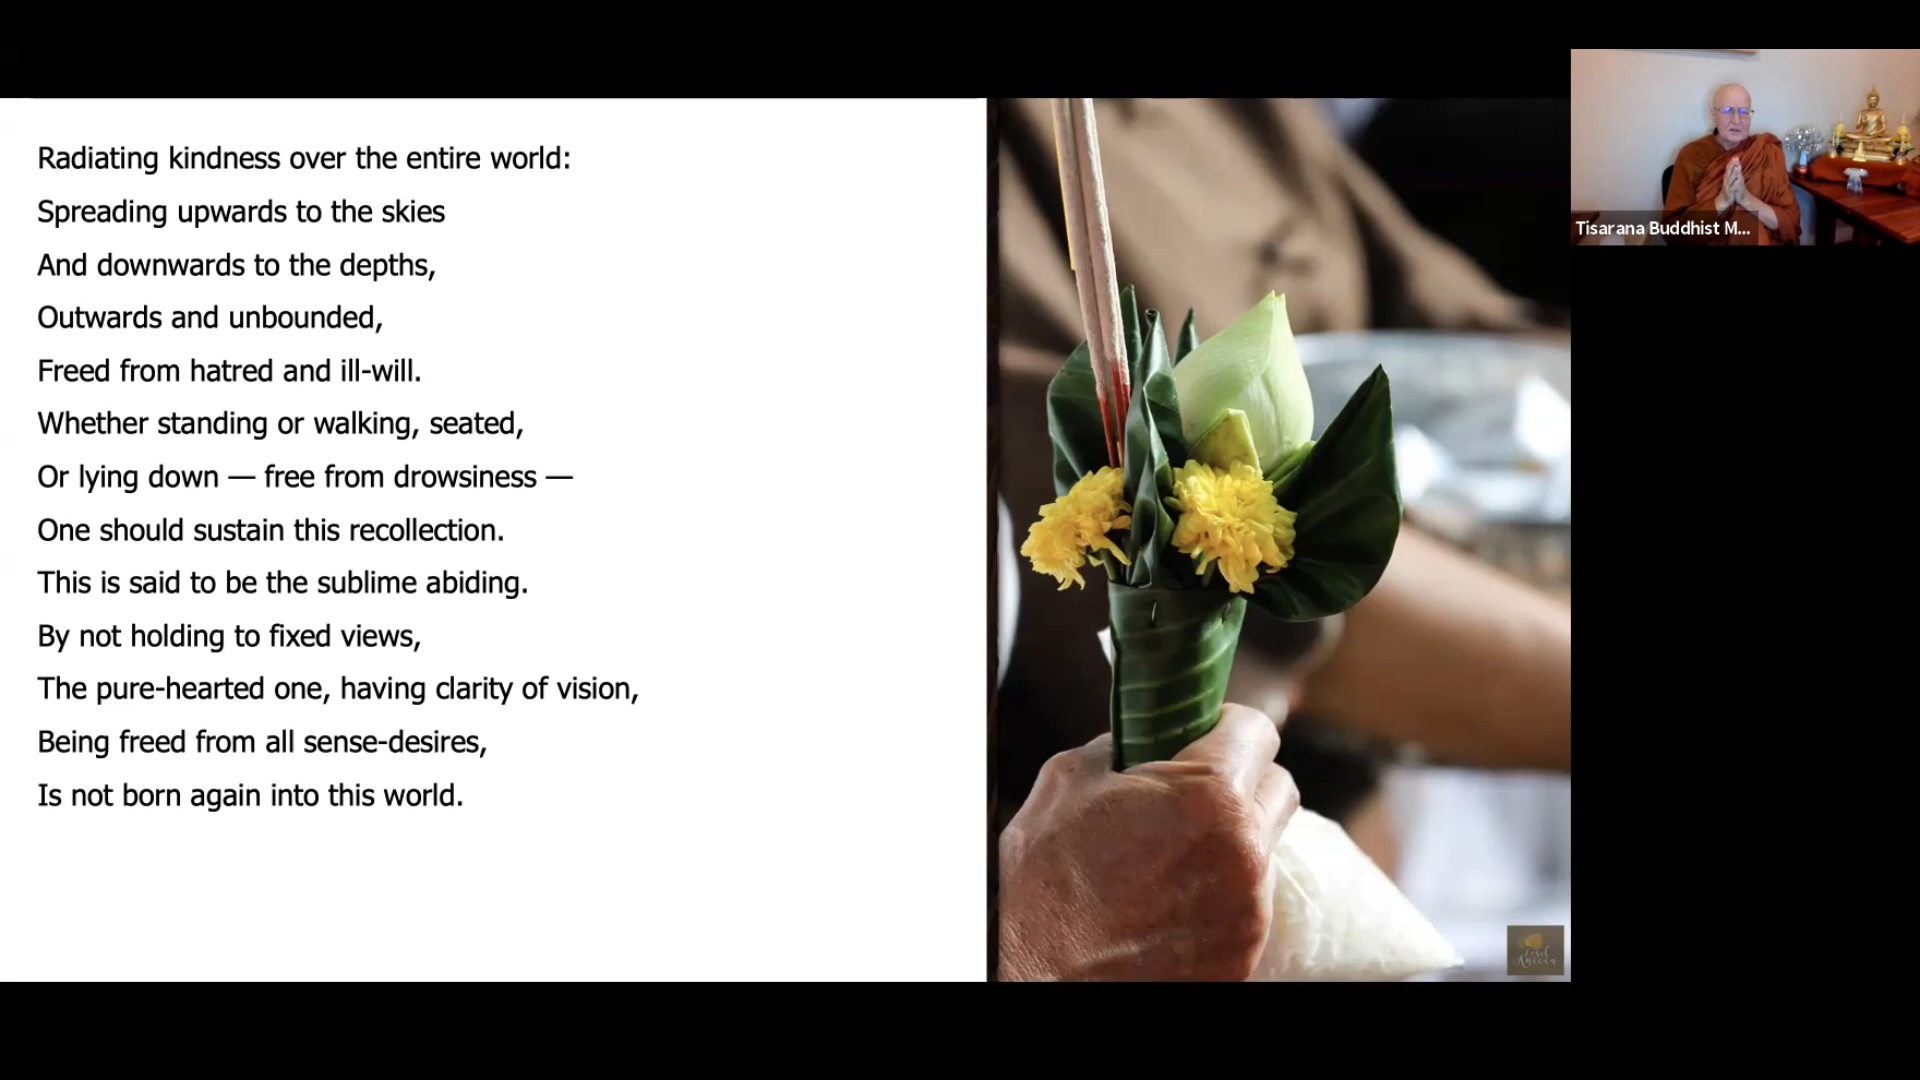 Radiating kindness over the entire world:
Spreading upwards to the skies
And downwards to the depths,
Outwards and unbounded,
Freed from hatred and ill-will.
Whether standing or walking, seated,
Or lying down — free from drowsiness —
One should sustain this recollection.
This is said to be the sublime abiding.
By not holding to fixed views,
The pure-hearted one, having clarity of vision,
Being freed from all sense-desires,
Is not born again into this world.
Tisarana Buddhist M...